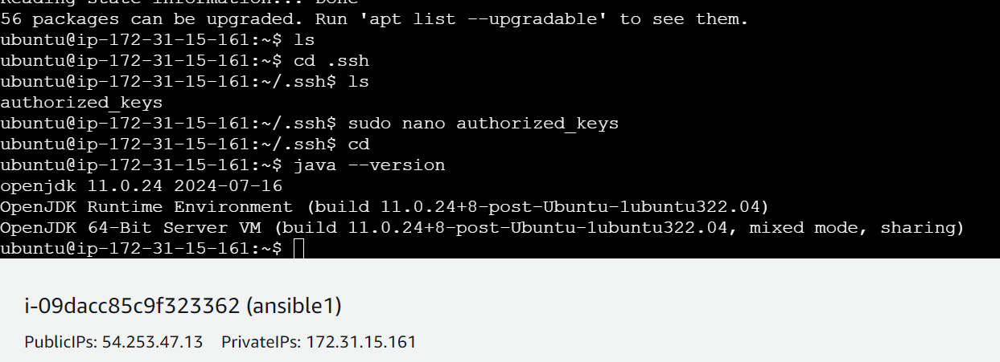 Reading state information... Done
56 packages can be upgraded. Run 'apt list --upgradable' to see them.
ubuntu@ip-172-31-15-161:~$ ls
ubuntu@ip-172-31-15-161:~$ cd .ssh
ubuntu@ip-172-31-15-161:~/.ssh$ ls
authorized_keys
ubuntu@ip-172-31-15-161:~/.ssh$ sudo nano authorized_keys
ubuntu@ip-172-31-15-161:~/.ssh$ cd
ubuntu@ip-172-31-15-161:~$ java --version
openjdk 11.0.24 2024-07-16
OpenJDK Runtime Environment (build 11.0.24+8-post-Ubuntu-1ubuntu322.04)
OpenJDK 64-Bit Server VM (build 11.0.24+8-post-Ubuntu-1ubuntu322.04, mixed mode, sharing)
ubuntu@ip-172-31-15-161:~$
i-09dacc85c9f323362 (ansible1)
PublicIPs: 54.253.47.13 PrivateIPs: 172.31.15.161